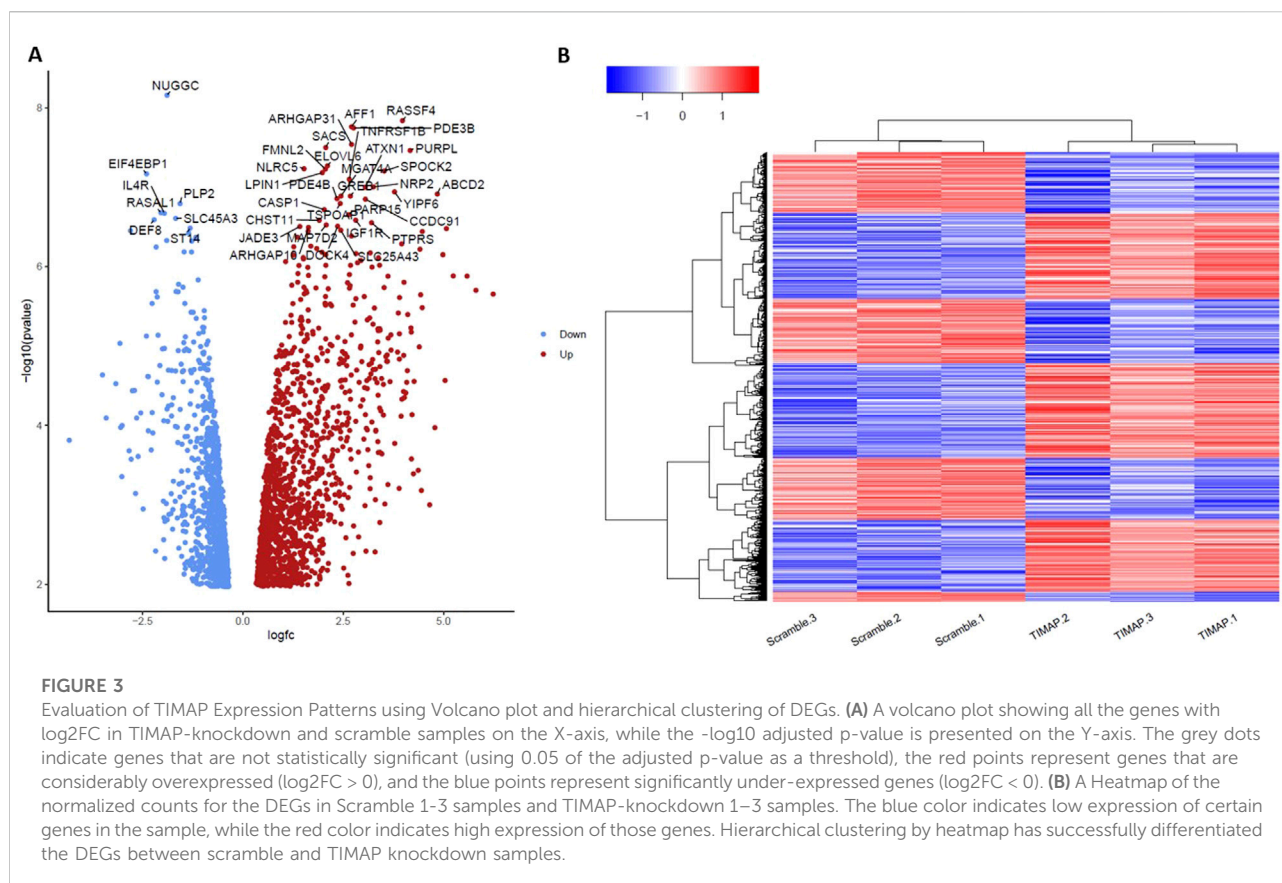 A
NUGGC
8
ARHGAP31
AFF1
RASSF4
SACS
TNFRSF1B
PDE3B
FMNL2
ELOVL6
ATXN1
PURPL
EIF4EBP1
NLRC5
MGAT4A
SPOCK2
IL4R
PLP2
LPIN1
PDE4B
GREB1
NRP2
ABCD2
RASAL1
CASP1
YIPF6
SLC45A3
CHST11
TSPOAP1
PARP15
CCDC91
DEF8
ST14
JADE3
MAP7D2
IGF1R
PTPRS
ARHGAP10
DOCK4
SLC25A43
6
-log10(pvalue)
Down
Up
4
2
-2.5
0.0
2.5
5.0
logfc
B
-1
0
1
Scramble.3
Scramble.2
Scramble.1
TIMAP.2
TIMAP.3
TIMAP.1
FIGURE 3
Evaluation of TIMAP Expression Patterns using Volcano plot and hierarchical clustering of DEGs. (A) A volcano plot showing all the genes with
log2FC in TIMAP-knockdown and scramble samples on the X-axis, while the -log10 adjusted p-value is presented on the Y-axis. The grey dots
indicate genes that are not statistically significant (using 0.05 of the adjusted p-value as a threshold), the red points represent genes that are
considerably overexpressed (log2FC > 0), and the blue points represent significantly under-expressed genes (log2FC < 0). (B) A Heatmap of the
normalized counts for the DEGs in Scramble 1-3 samples and TIMAP-knockdown 1–3 samples. The blue color indicates low expression of certain
genes in the sample, while the red color indicates high expression of those genes. Hierarchical clustering by heatmap has successfully differentiated
the DEGs between scramble and TIMAP knockdown samples.